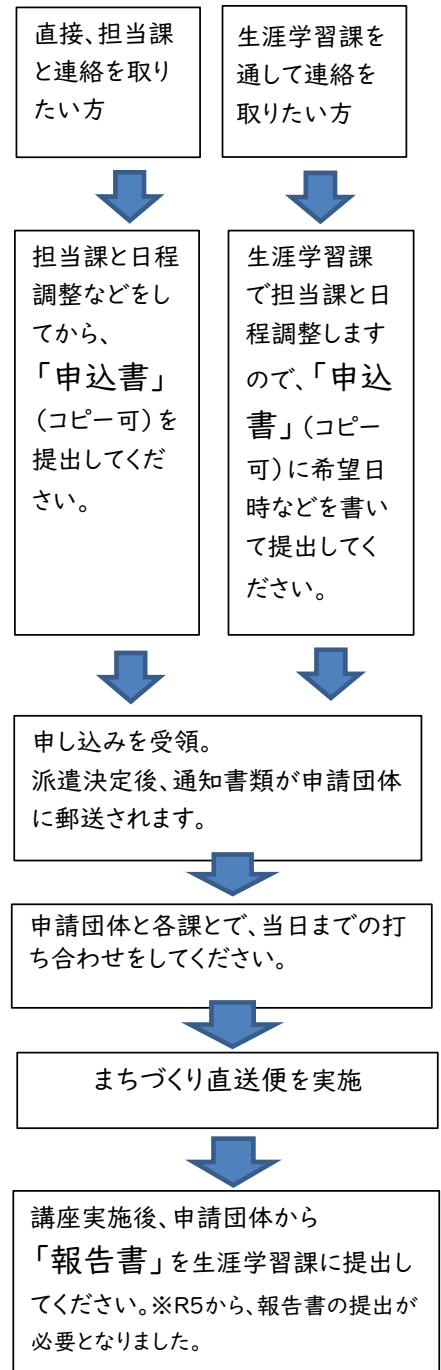 直接、担当課
と連絡を取り
たい方
生涯学習課を
通して連絡を
取りたい方
担当課と日程
調整などをし
てから、
「申込書」
（コピー可）を
提出してくだ
さい。
生涯学習課
で担当課と日
程調整します
ので、「申込
書」（コピー
可）に希望日
時などを書い
て提出してく
ださい。
申し込みを受領。
派遣決定後、通知書類が申請団体
に郵送されます。
申請団体と各課とで、当日までの打
ち合わせをしてください。
まちづくり直送便を実施
講座実施後、申請団体から
「報告書」を生涯学習課に提出し
てください。※R5から、報告書の提出が
必要となりました。